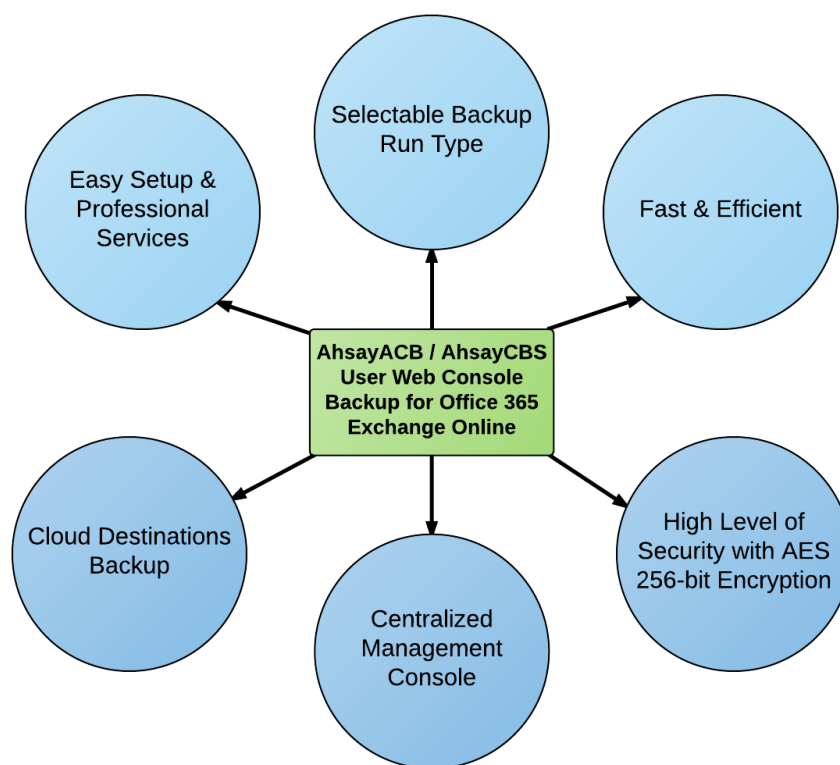 Selectable Backup
Run Type
Easy Setup &
Professional
Services
Fast & Efficient
AhsayACB / AhsayCBS
User Web Console
Backup for Office 365
Exchange Online
Cloud Destinations
Backup
High Level of
Security with AES
256-bit Encryption
Centralized
Management
Console